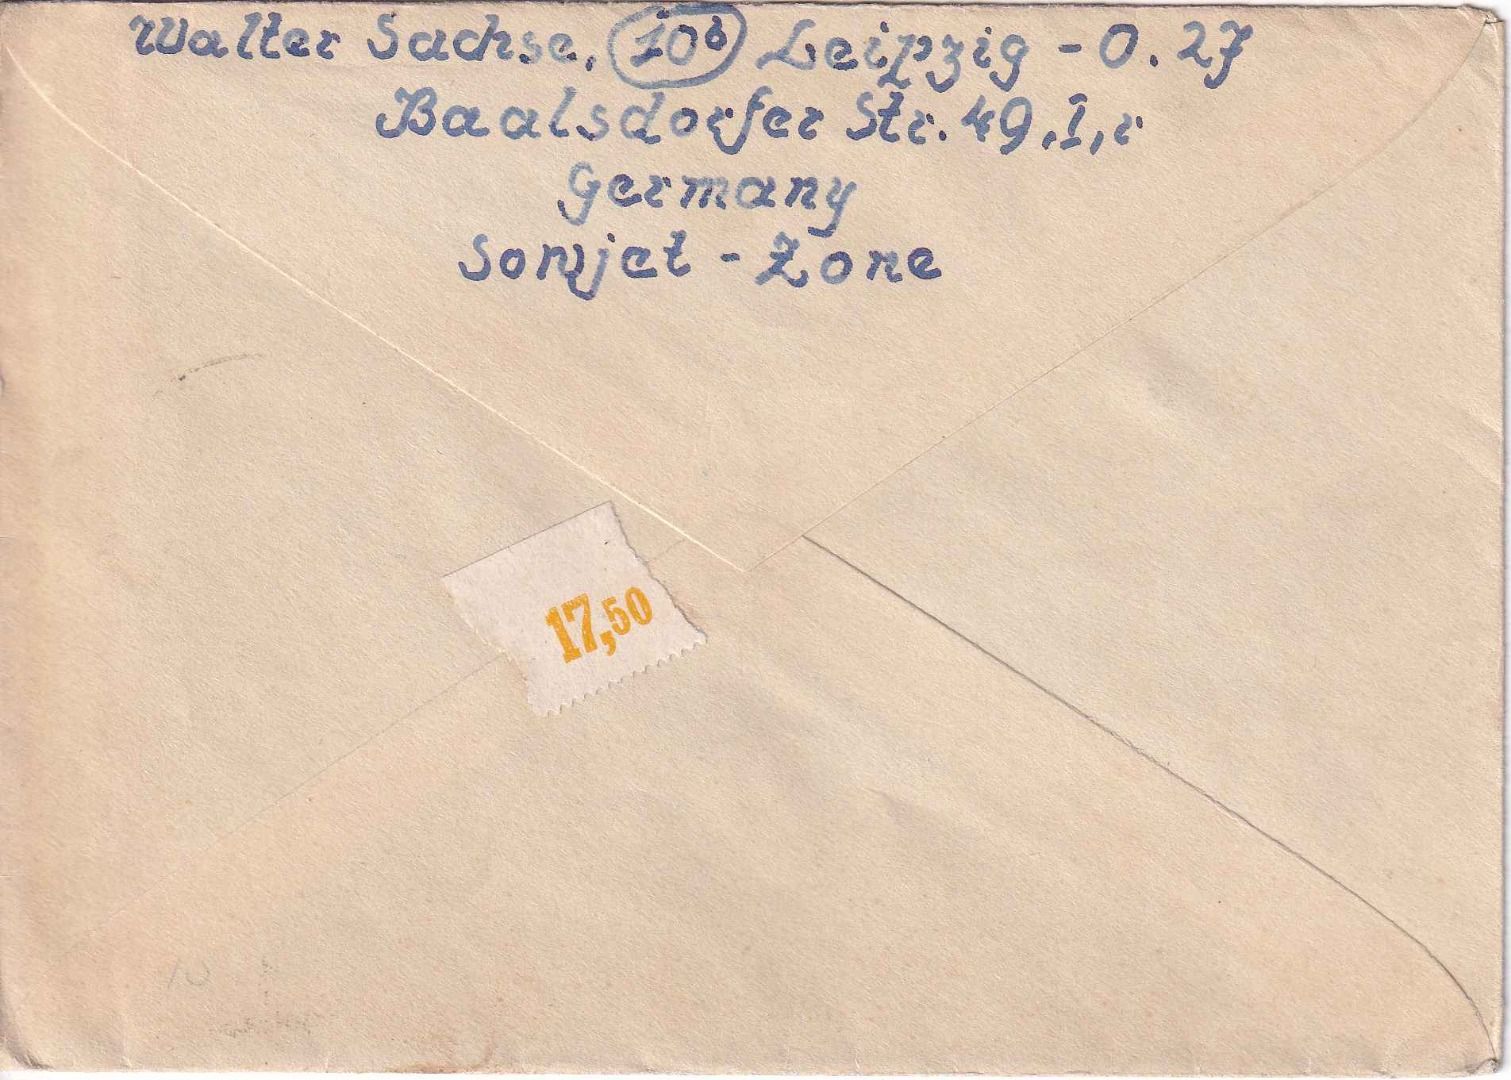 Walter Sachse, 10b Leipzig - O. 27
Baalsdorfer Str. 49, I, r
Germany
Sowjet - Zone
17,50